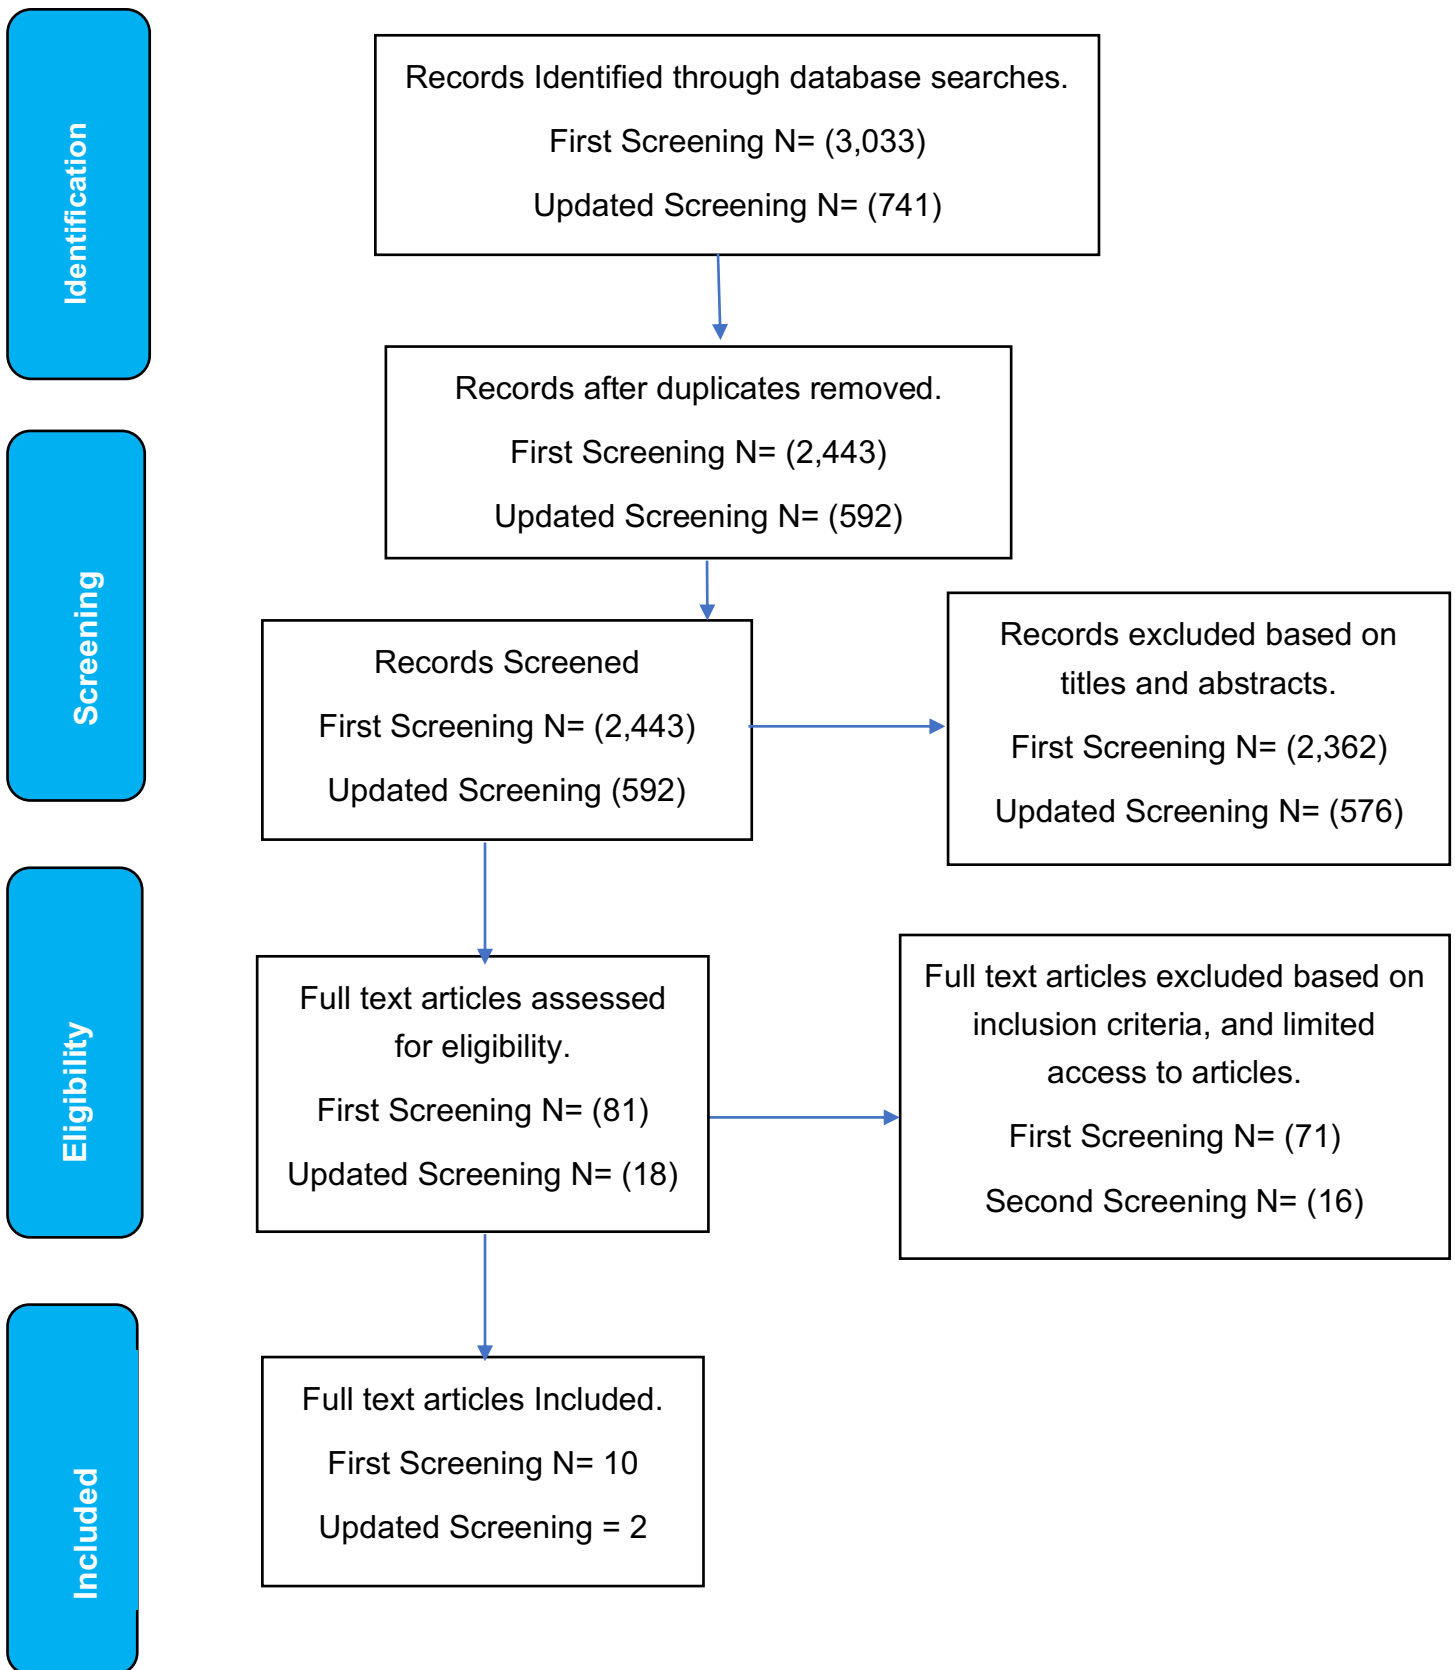 Identification
Records Identified through database searches.
First Screening N= (3,033)
Updated Screening N= (741)
Records after duplicates removed.
First Screening N= (2,443)
Updated Screening N= (592)
Screening
Records Screened
First Screening N= (2,443)
Updated Screening (592)
Records excluded based on
titles and abstracts.
First Screening N= (2,362)
Updated Screening N= (576)
Eligibility
Full text articles assessed
for eligibility.
First Screening N= (81)
Updated Screening N= (18)
Full text articles excluded based on
inclusion criteria, and limited
access to articles.
First Screening N= (71)
Second Screening N= (16)
Included
Full text articles Included.
First Screening N= 10
Updated Screening = 2